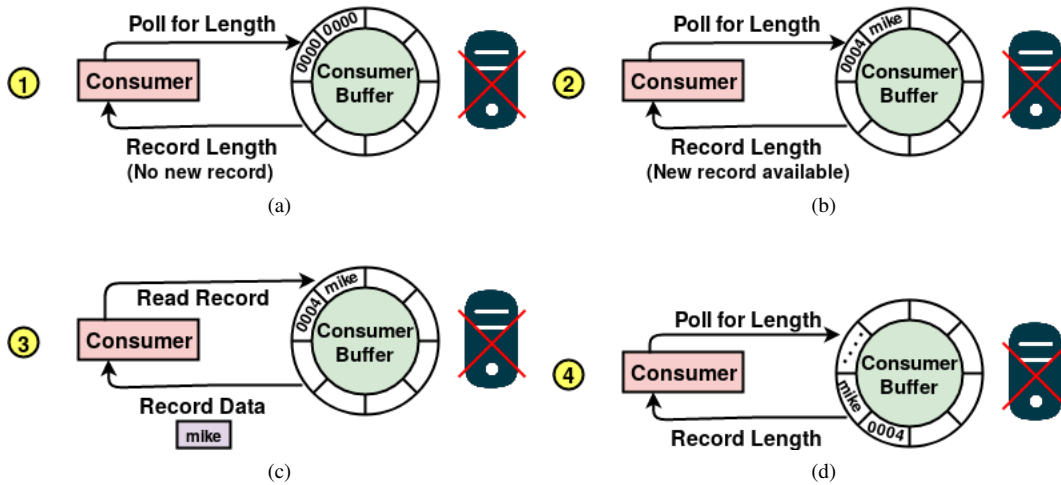 Poll for Length
0000 0000
1
Consumer
Consumer
Buffer
Record Length
(No new record)
(a)
Poll for Length
0004 mike
2
Consumer
Consumer
Buffer
Record Length
(New record available)
(b)
Read Record
0004 mike
3
Consumer
Consumer
Buffer
Record Data
mike
(c)
Poll for Length
....
4
Consumer
Consumer
Buffer
mike
0004
Record Length
(d)